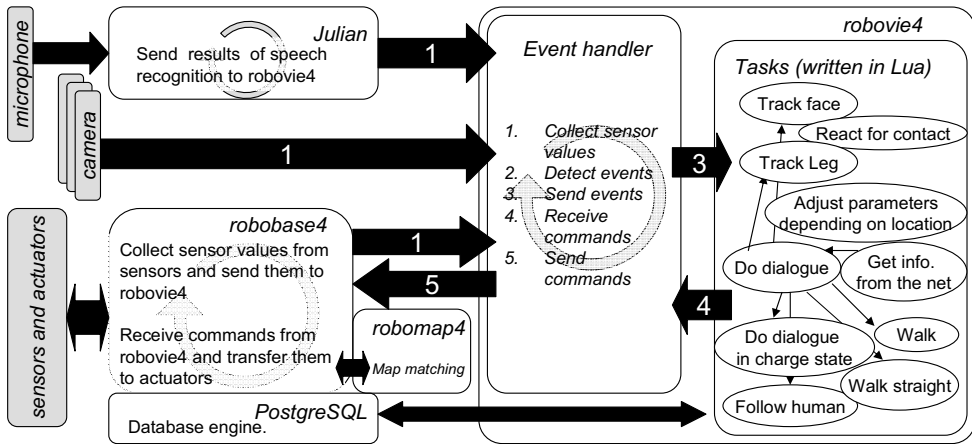 microphone
camera
sensors and actuators
Julian
Send results of speech
recognition to robovie4
1
1
robobase4
Collect sensor values from
sensors and send them to
robovie4
Receive commands from
robovie4 and transfer them
to actuators
1
5
robomap4
Map matching
PostgreSQL
Database engine.
robovie4
Event handler
1. Collect sensor
values
2. Detect events
3. Send events
4. Receive
commands
5. Send
commands
3
4
Tasks (written in Lua)
Track face
React for contact
Track Leg
Adjust parameters
depending on location
Do dialogue
Get info.
from the net
Do dialogue
in charge state
Walk
Walk straight
Follow human